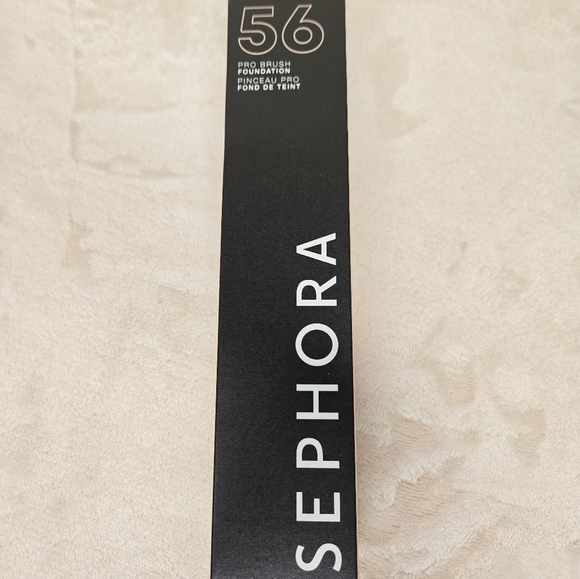 56
PRO BRUSH
FOUNDATION
PINCEAU PRO
FOND DE TEINT
SEPHORA